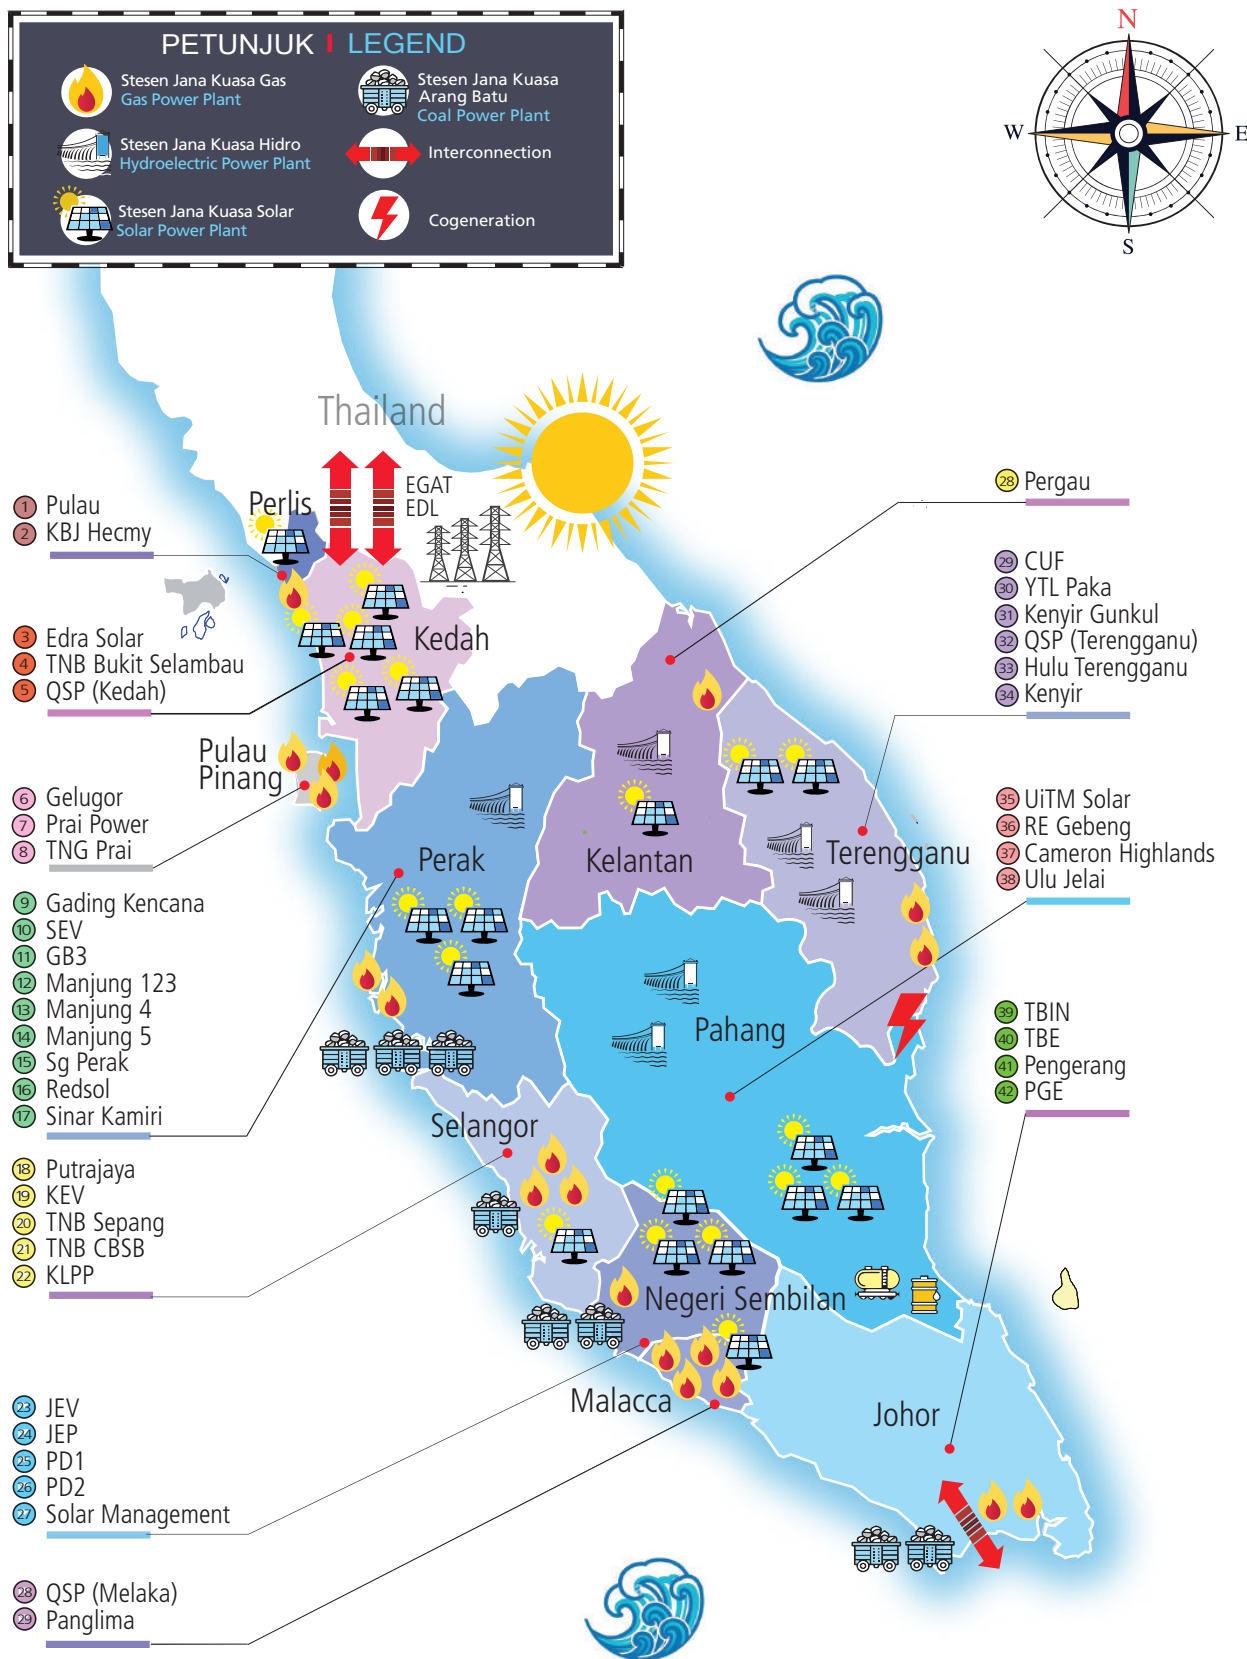 PETUNJUK | LEGEND
Stesen Jana Kuasa Gas
Gas Power Plant
Stesen Jana Kuasa Hidro
Hydroelectric Power Plant
Stesen Jana Kuasa Solar
Solar Power Plant
Stesen Jana Kuasa
Arang Batu
Coal Power Plant
Interconnection
Cogeneration
N
W
E
S
Thailand
EGAT
EDL
Perlis
Kedah
Pulau
Pinang
Perak
Kelantan
Terengganu
Pahang
Selangor
Negeri Sembilan
Malacca
Johor
1 Pulau
2 KBJ Hecmy
3 Edra Solar
4 TNB Bukit Selambau
5 QSP (Kedah)
6 Gelugor
7 Prai Power
8 TNG Prai
9 Gading Kencana
10 SEV
11 GB3
12 Manjung 123
13 Manjung 4
14 Manjung 5
15 Sg Perak
16 Redsol
17 Sinar Kamiri
18 Putrajaya
19 KEV
20 TNB Sepang
21 TNB CBSB
22 KLPP
23 JEV
24 JEP
25 PD1
26 PD2
27 Solar Management
28 QSP (Melaka)
29 Panglima
28 Pergau
29 CUF
30 YTL Paka
31 Kenyir Gunkul
32 QSP (Terengganu)
33 Hulu Terengganu
34 Kenyir
35 UiTM Solar
36 RE Gebeng
37 Cameron Highlands
38 Ulu Jelai
39 TBIN
40 TBE
41 Pengerang
42 PGE